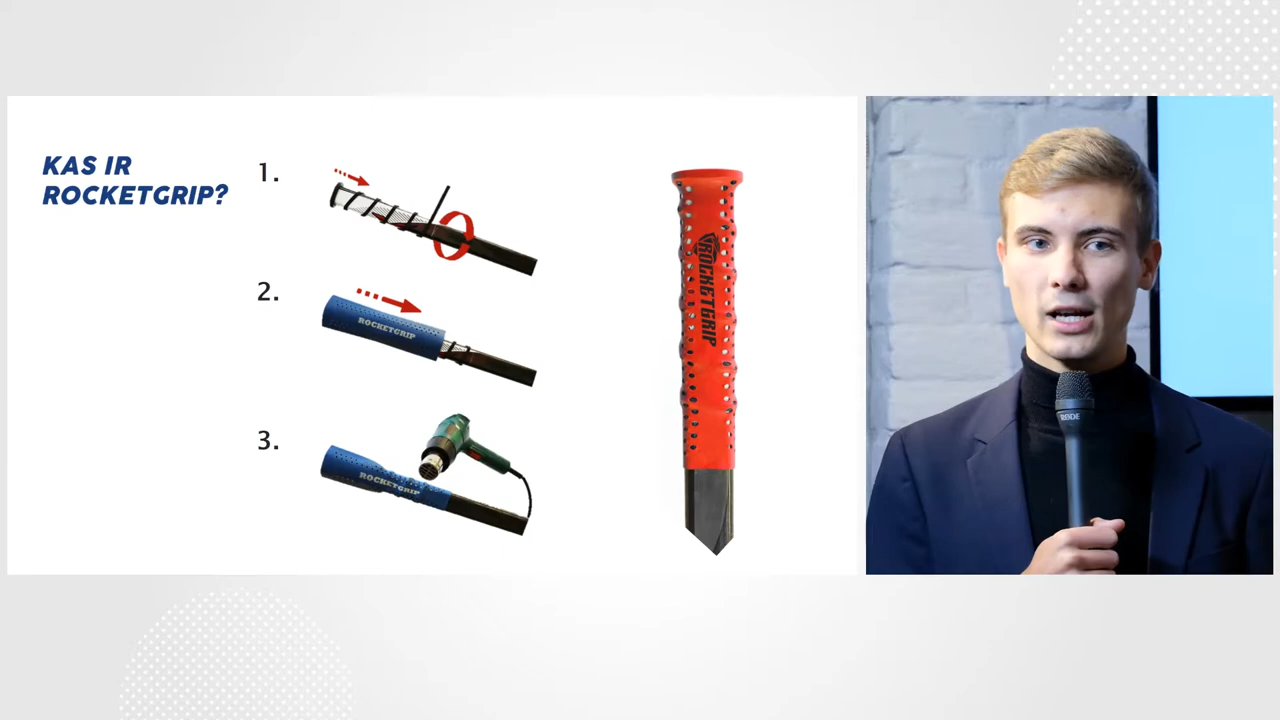 KAS IR
ROCKETGRIP?
1.
2.
ROCKETGRIP
3.
ROCKETGRIP
ROCKETGRIP
RØDE